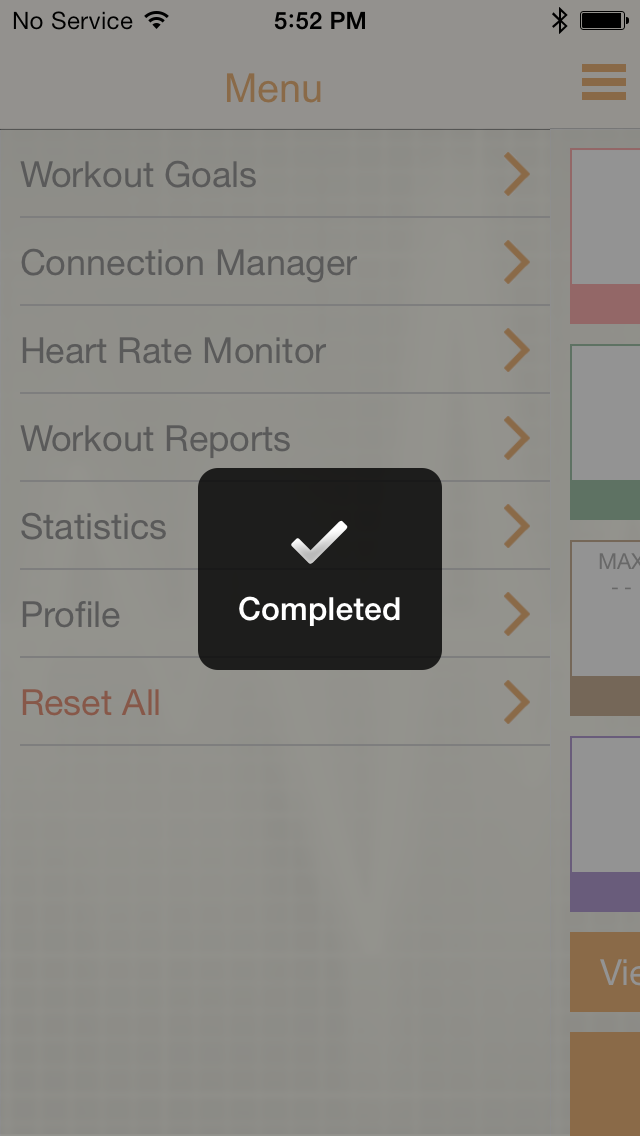 No Service 5:52 PM
Menu
Workout Goals
Connection Manager
Heart Rate Monitor
Workout Reports
Statistics
Profile
Reset All
Completed
MAX
- -
Vie